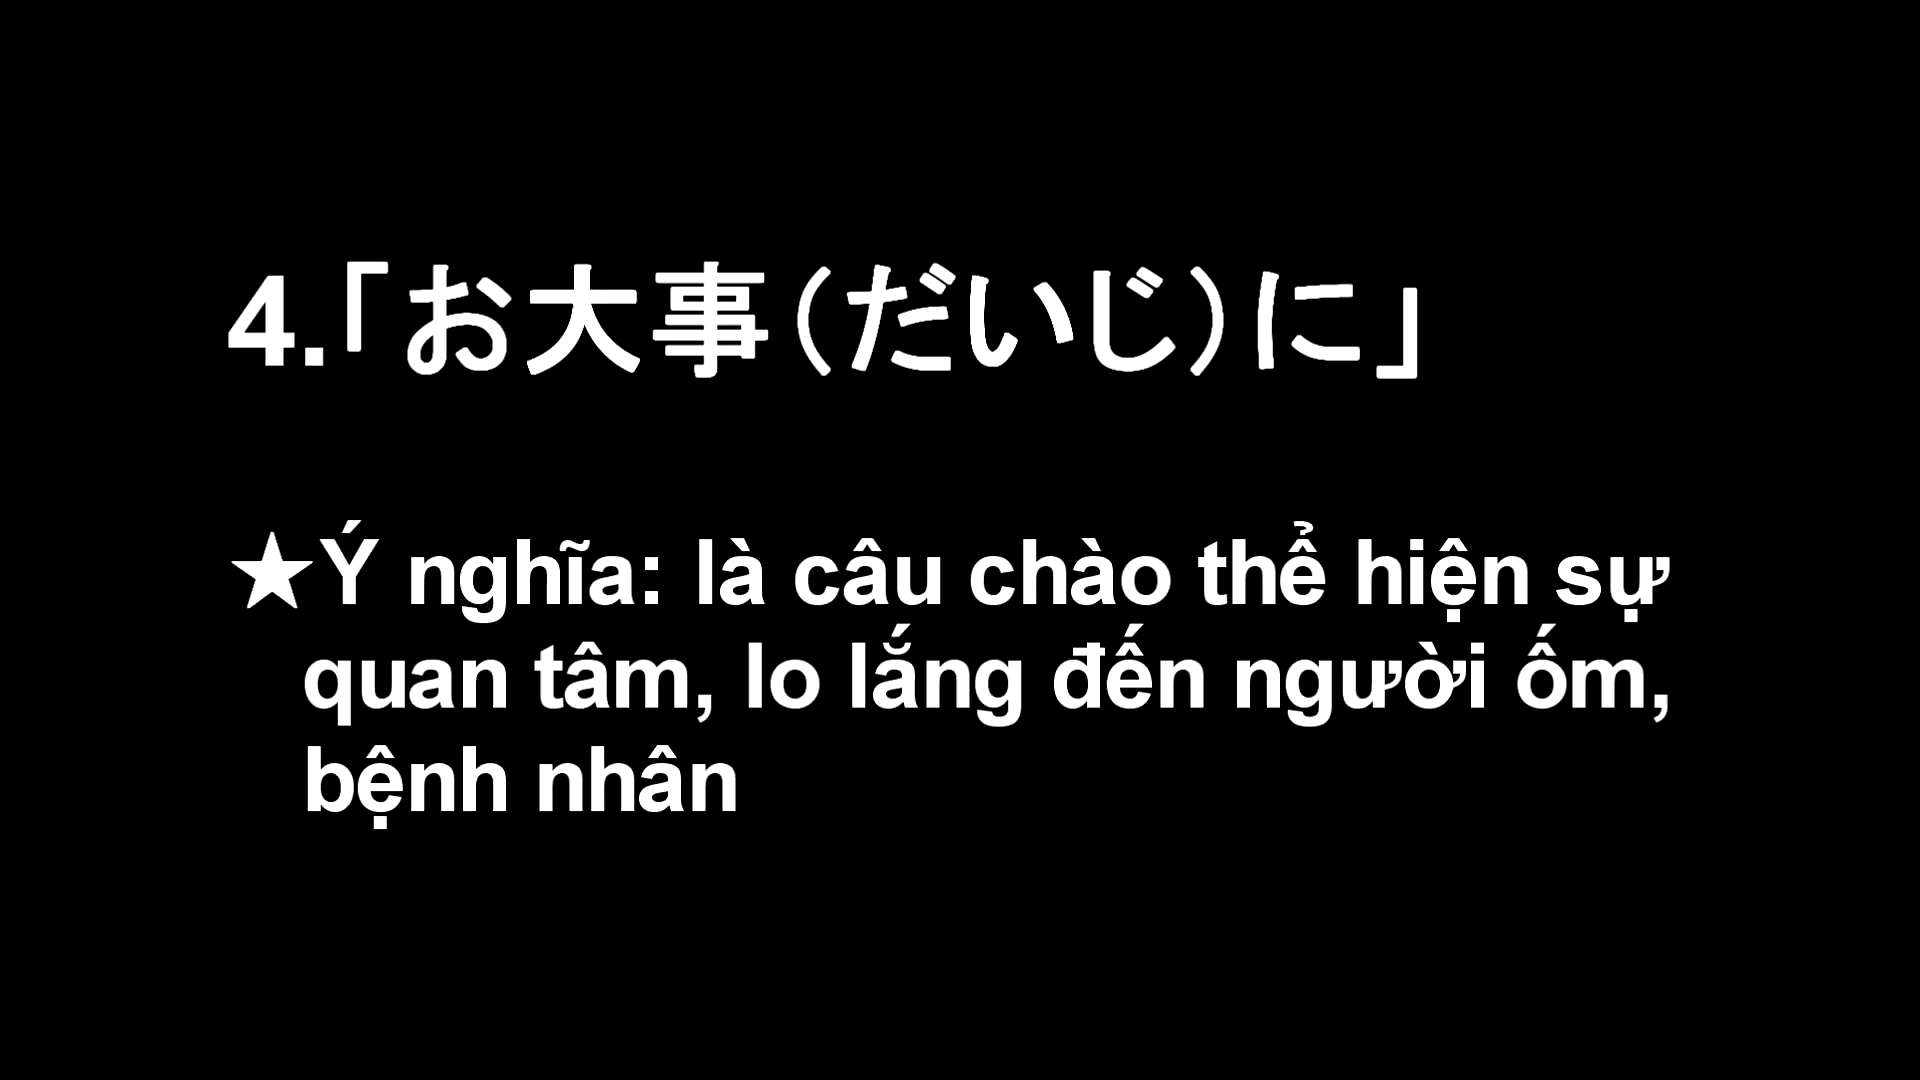 4.「お大事（だいじ）に」
★Ý nghĩa: là câu chào thể hiện sự
quan tâm, lo lắng đến người ốm,
bệnh nhân